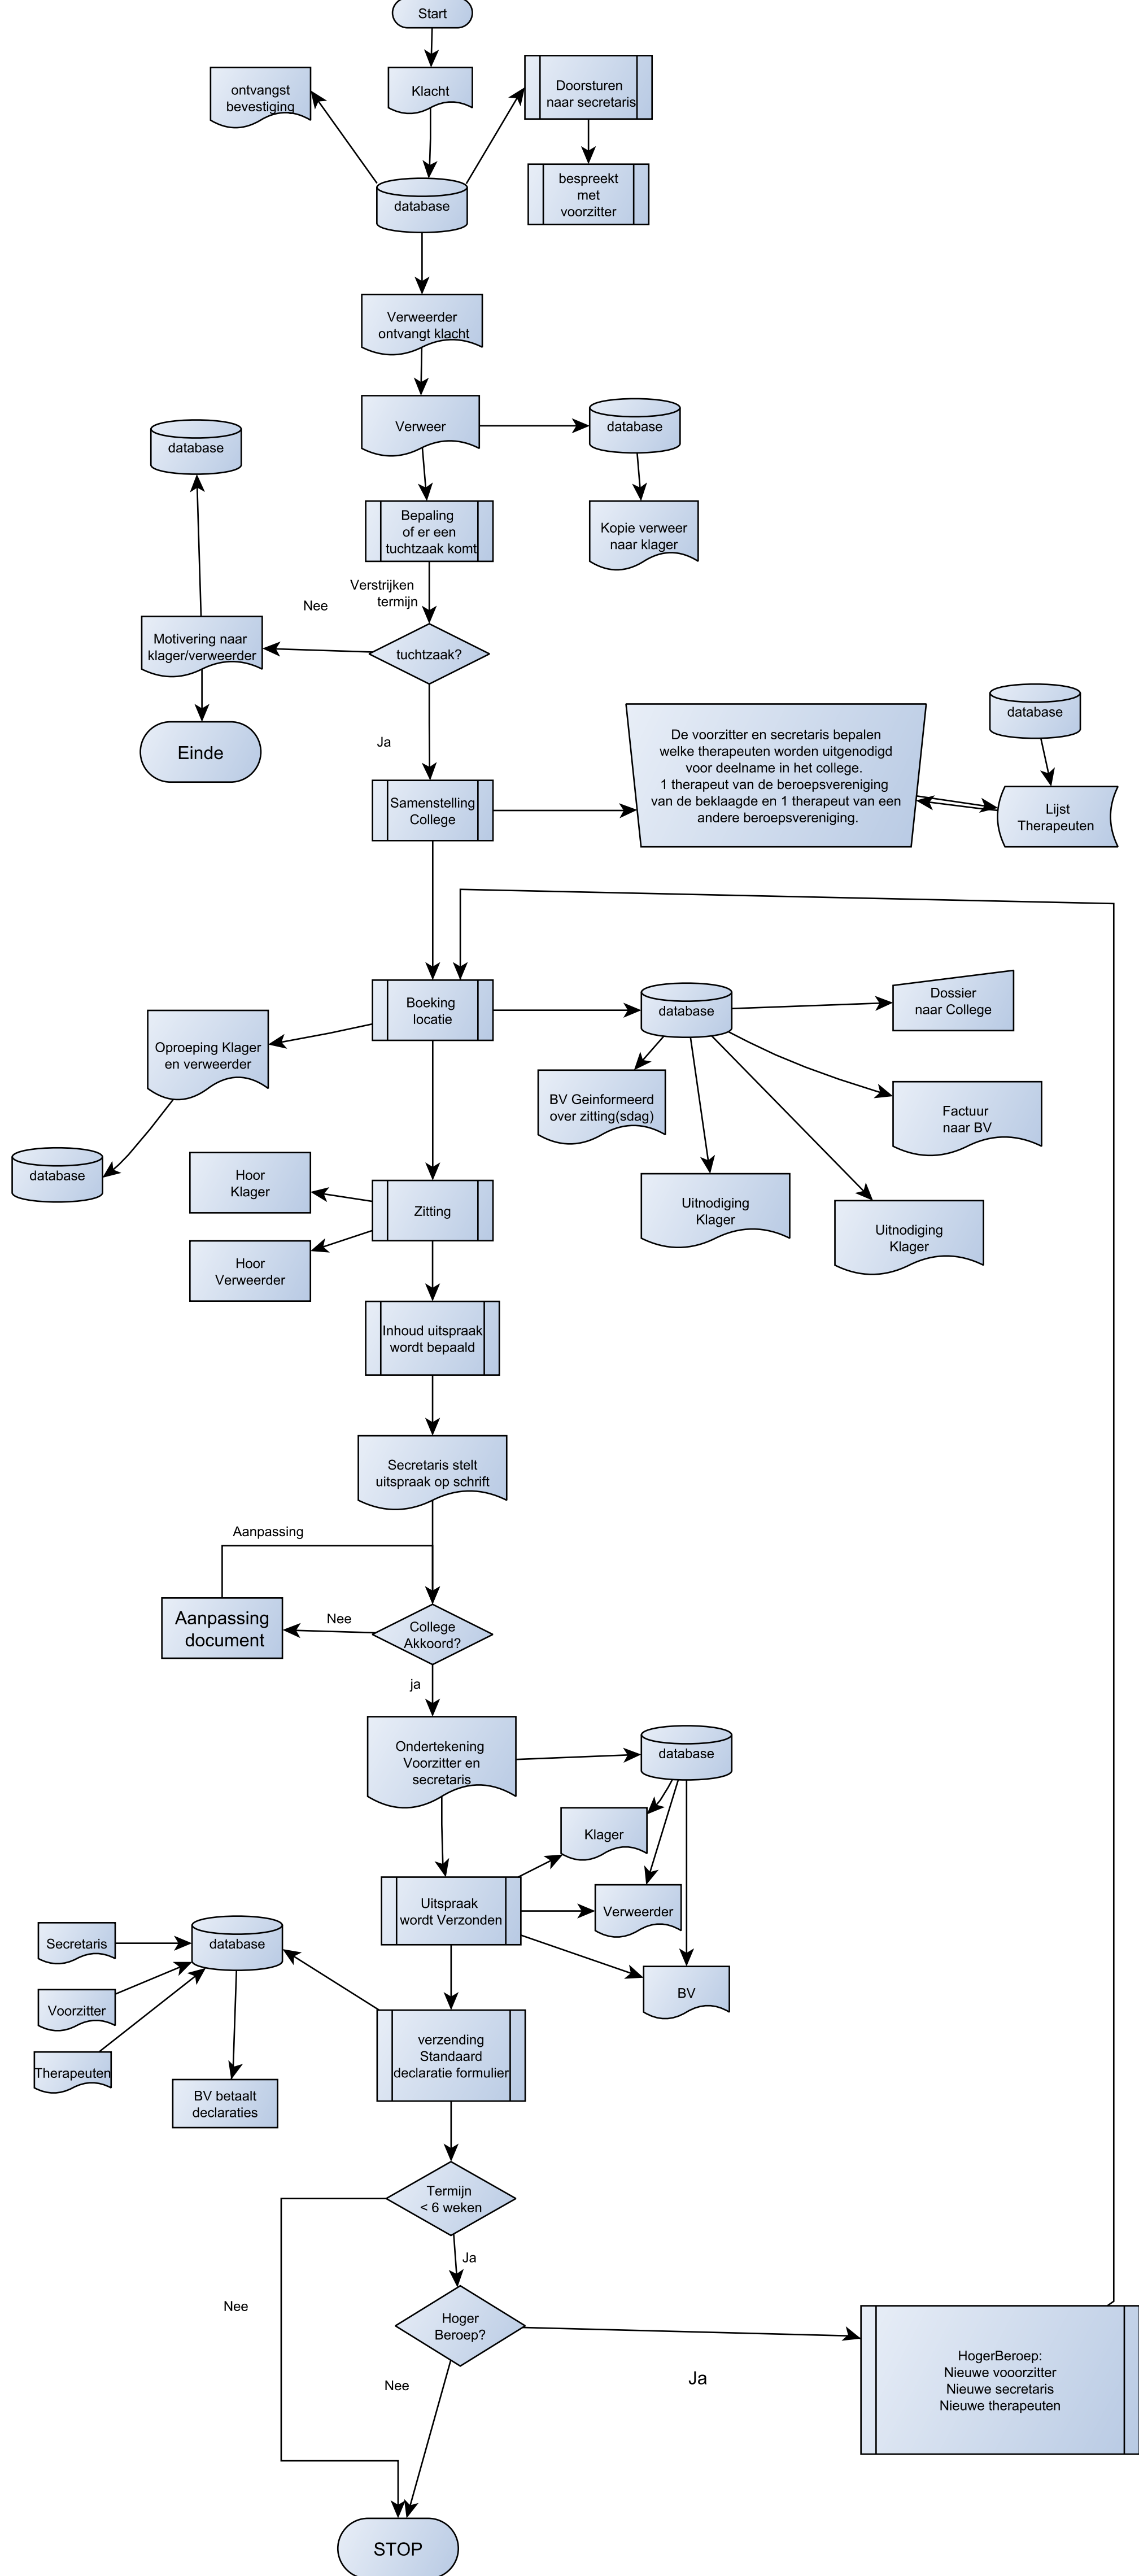 Start
ontvangst
bevestiging
Klacht
Doorsturen
naar secretaris
bespreekt
met
voorzitter
database
Verweerder
ontvangt klacht
Verweer
database
database
Bepaling
of er een
tuchtzaak komt
Kopie verweer
naar klager
Verstrijken
termijn
Nee
Motivering naar
klager/verweerder
tuchtzaak?
Einde
Ja
database
De voorzitter en secretaris bepalen
welke therapeuten worden uitgenodigd
voor deelname in het college.
1 therapeut van de beroepsvereniging
van de beklaagde en 1 therapeut van een
andere beroepsvereniging.
Samenstelling
College
Lijst
Therapeuten
Boeking
locatie
database
Dossier
naar College
Oproeping Klager
en verweerder
BV Geinformeerd
over zitting(sdag)
Factuur
naar BV
database
Hoor
Klager
Zitting
Uitnodiging
Klager
Uitnodiging
Klager
Hoor
Verweerder
Inhoud uitspraak
wordt bepaald
Secretaris stelt
uitspraak op schrift
Aanpassing
Aanpassing
document
Nee
College
Akkoord?
ja
Ondertekening
Voorzitter en
secretaris
database
Klager
Uitspraak
wordt Verzonden
Verweerder
Secretaris
database
BV
Voorzitter
verzending
Standaard
declaratie formulier
Therapeuten
BV betaalt
declaraties
Termijn
< 6 weken
Ja
Nee
Hoger
Beroep?
HogerBeroep:
Nieuwe vooorzitter
Nieuwe secretaris
Nieuwe therapeuten
Ja
Nee
STOP